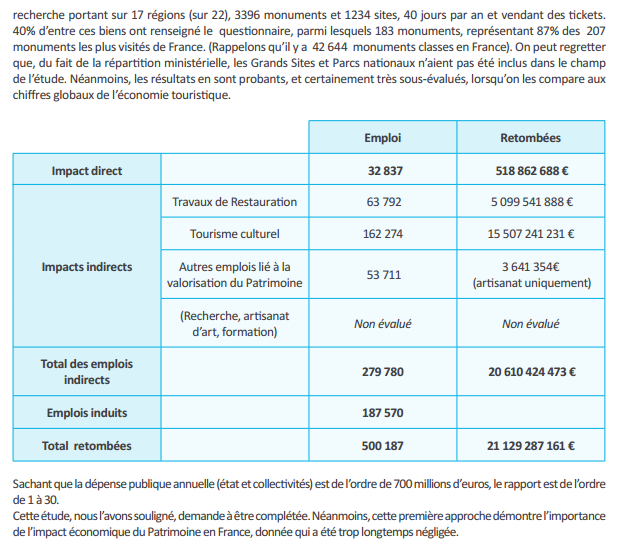 recherche portant sur 17 régions (sur 22), 3396 monuments et 1234 sites, 40 jours par an et vendant des tickets.
40% d'entre ces biens ont renseigné le questionnaire, parmi lesquels 183 monuments, représentant 87% des 207
monuments les plus visités de France. (Rappelons qu'il y a 42 644 monuments classes en France). On peut regretter
que, du fait de la répartition ministérielle, les Grands Sites et Parcs nationaux n'aient pas été inclus dans le champ
de l'étude. Néanmoins, les résultats en sont probants, et certainement très sous-évalués, lorsqu'on les compare aux
chiffres globaux de l'économie touristique.
Emploi Retombées
Impact direct 32 837 518 862 688 €
Impacts indirects
Travaux de Restauration 63 792 5 099 541 888 €
Tourisme culturel 162 274 15 507 241 231 €
Autres emplois lié à la
valorisation du Patrimoine
53 711
3 641 354€
(artisanat uniquement)
(Recherche, artisanat
d'art, formation)
Non évalué Non évalué
Total des emplois
indirects
279 780 20 610 424 473 €
Emplois induits 187 570
Total retombées 500 187 21 129 287 161 €
Sachant que la dépense publique annuelle (état et collectivités) est de l'ordre de 700 millions d'euros, le rapport est de l'ordre
de 1 à 30.
Cette étude, nous l'avons souligné, demande à être complétée. Néanmoins, cette première approche démontre l'importance
de l'impact économique du Patrimoine en France, donnée qui a été trop longtemps négligée.